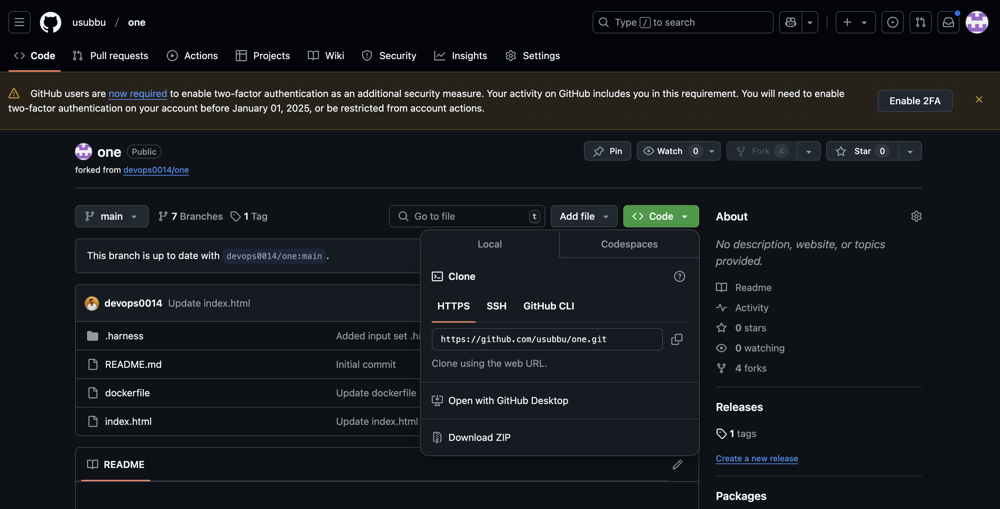 usubbu / one
Type / to search
Code
Pull requests
Actions
Projects
Wiki
Security
Insights
Settings
GitHub users are now required to enable two-factor authentication as an additional security measure. Your activity on GitHub includes you in this requirement. You will need to enable
two-factor authentication on your account before January 01, 2025, or be restricted from account actions.
Enable 2FA
one Public
forked from devops0014/one
Pin
Watch 0
Fork 4
Star 0
main
7 Branches
1 Tag
Go to file t
Add file
Code
This branch is up to date with devops0014/one:main .
devops0014 Update index.html
.harness Added input set .ha
README.md Initial commit
dockerfile Update dockerfile
index.html Update index.html
README
Local
Codespaces
Clone
HTTPS SSH GitHub CLI
https://github.com/usubbu/one.git
Clone using the web URL.
Open with GitHub Desktop
Download ZIP
About
No description, website, or topics
provided.
Readme
Activity
0 stars
0 watching
4 forks
Releases
1 tags
Create a new release
Packages